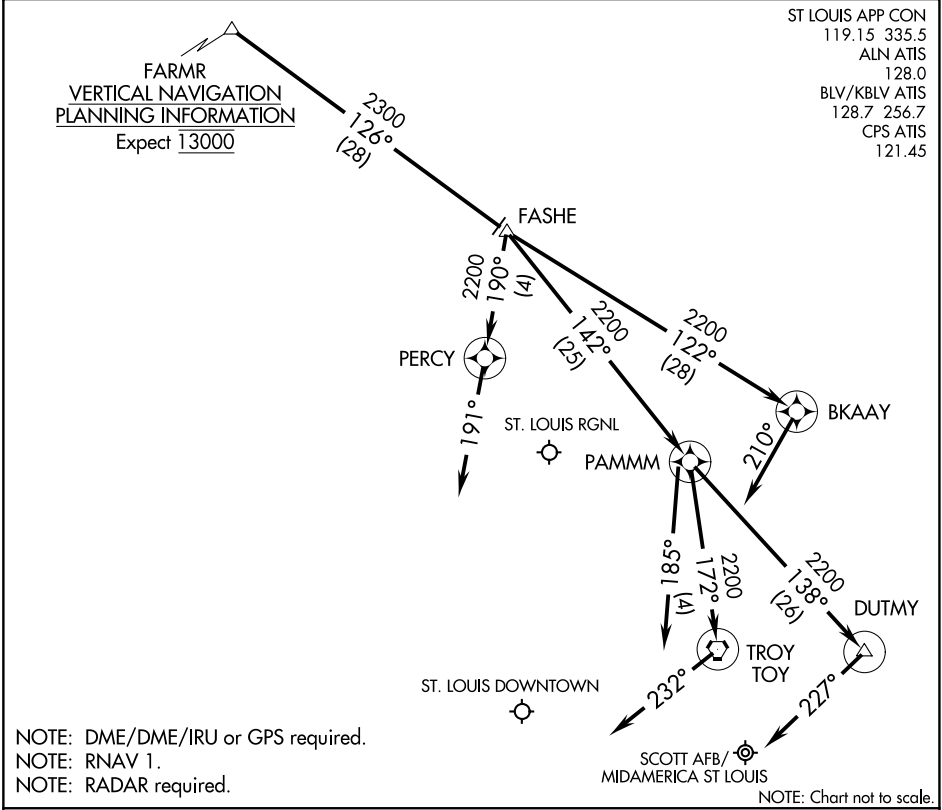 ST LOUIS APP CON
119.15 335.5
ALN ATIS
128.0
BLV/KBLV ATIS
128.7 256.7
CPS ATIS
121.45
FARMR
VERTICAL NAVIGATION
PLANNING INFORMATION
Expect 13000
2300
126°
(28)
FASHE
2200
190°
(4)
2200
142°
(25)
2200
122°
(28)
PERCY
191°
BKAAY
210°
ST. LOUIS RGNL
PAMMM
185°
(4)
2200
172°
2200
138°
(26)
DUTMY
TROY
TOY
232°
227°
ST. LOUIS DOWNTOWN
SCOTT AFB/
MIDAMERICA ST LOUIS
NOTE: DME/DME/IRU or GPS required.
NOTE: RNAV 1.
NOTE: RADAR required.
NOTE: Chart not to scale.